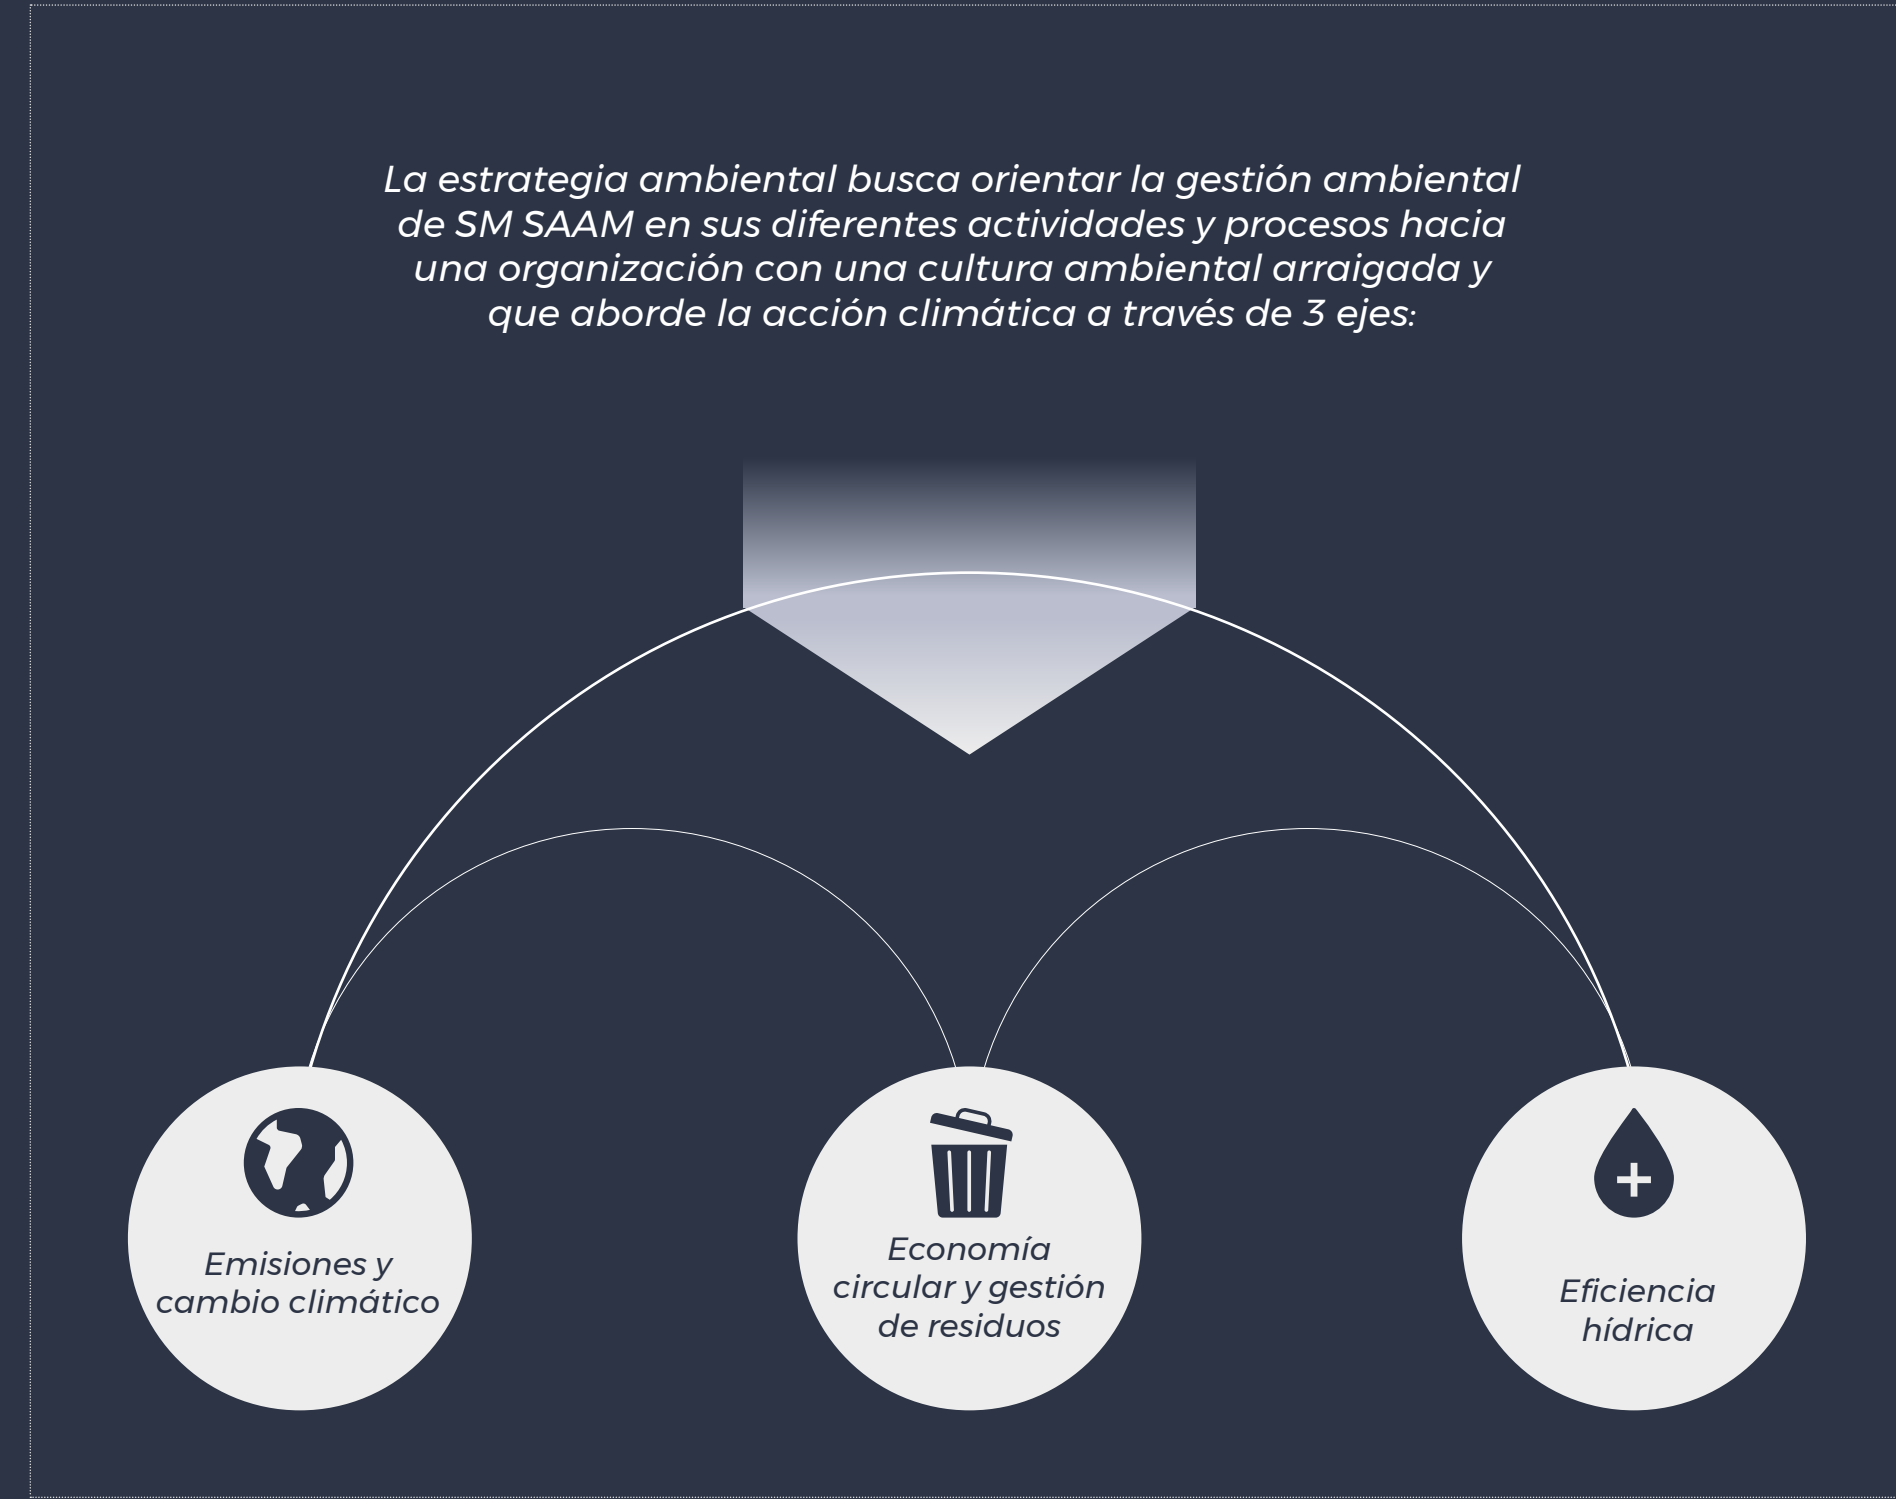 La estrategia ambiental busca orientar la gestión ambiental
de SM SAAM en sus diferentes actividades y procesos hacia
una organización con una cultura ambiental arraigada y
que aborde la acción climática a través de 3 ejes:
Emisiones y
cambio climático
Economía
circular y gestión
de residuos
Eficiencia
hídrica